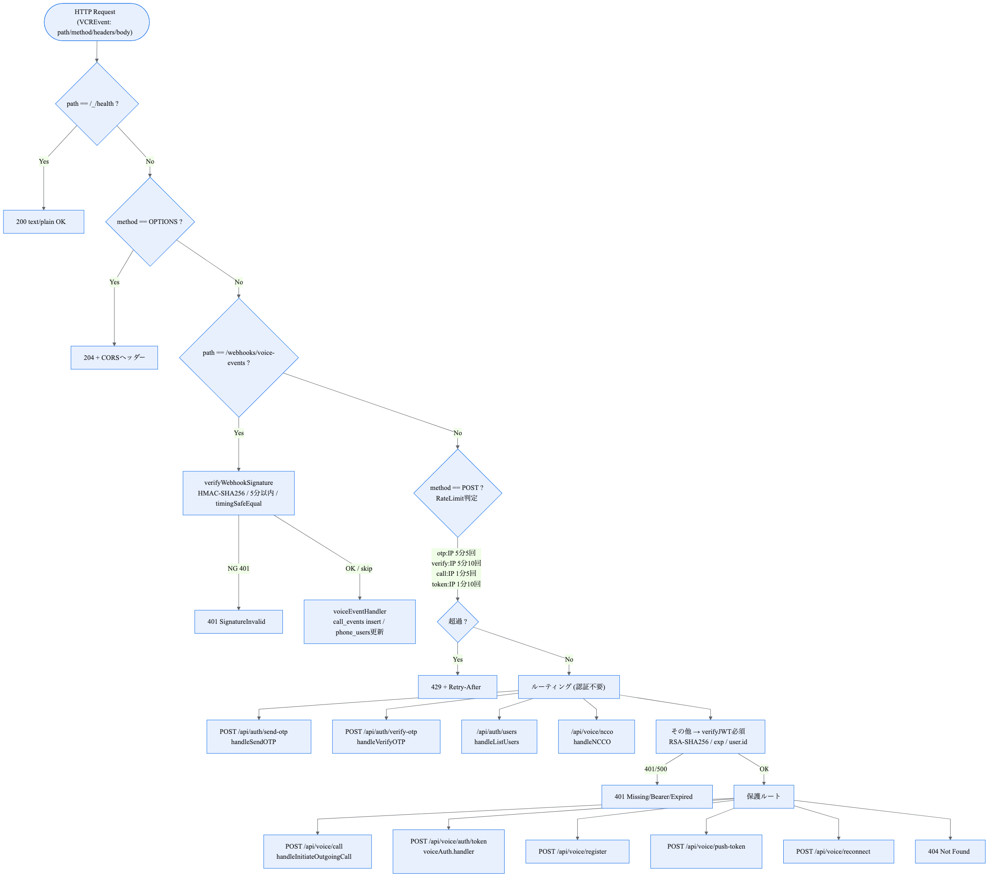 HTTP Request
(VCREvent:
path/method/headers/body)
path == /_/health ?
Yes
No
200 text/plain OK
method == OPTIONS ?
Yes
No
204 + CORSヘッダー
path == /webhooks/voice-
events ?
Yes
No
verifyWebhookSignature
HMAC-SHA256 / 5分以内 /
timingSafeEqual
method == POST ?
RateLimit判定
NG 401
OK / skip
otp:IP 5分5回
verify:IP 5分10回
call:IP 1分5回
token:IP 1分10回
401 SignatureInvalid
voiceEventHandler
call_events insert /
phone_users更新
超過 ?
Yes
No
429 + Retry-After
ルーティング (認証不要)
POST /api/auth/send-otp
handleSendOTP
POST /api/auth/verify-otp
handleVerifyOTP
/api/auth/users
handleListUsers
/api/voice/ncco
handleNCCO
その他 → verifyJWT必須
RSA-SHA256 / exp / user.id
401/500
OK
401 Missing/Bearer/Expired
保護ルート
POST /api/voice/call
handleInitiateOutgoingCall
POST /api/voice/auth/token
voiceAuth.handler
POST /api/voice/register
POST /api/voice/push-token
POST /api/voice/reconnect
404 Not Found